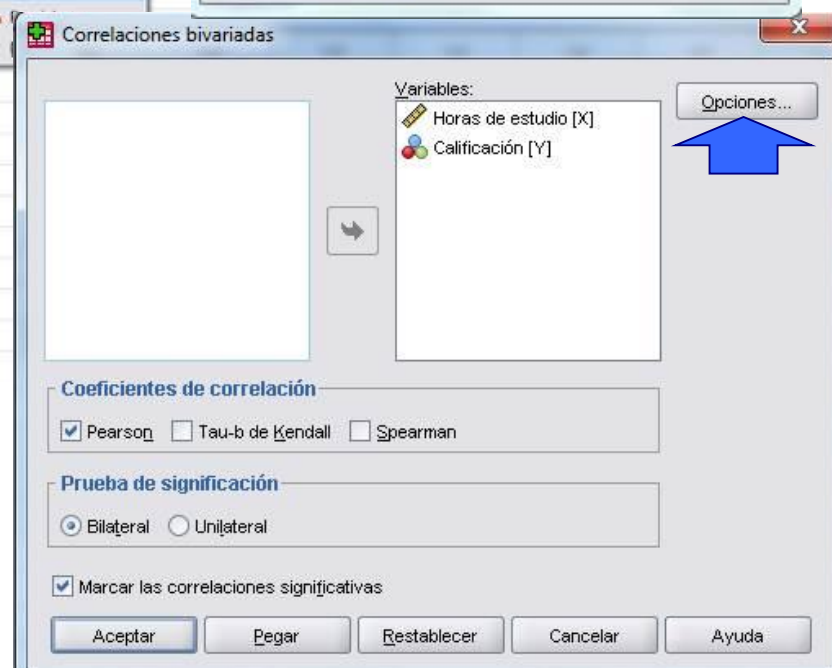 Correlaciones bivariadas
Variables:
Horas de estudio [X]
Calificación [Y]
Opciones...
Coeficientes de correlación
Pearson Tau-b de Kendall Spearman
Prueba de significación
Bilateral Unilateral
Marcar las correlaciones significativas
Aceptar Pegar Restablecer Cancelar Ayuda